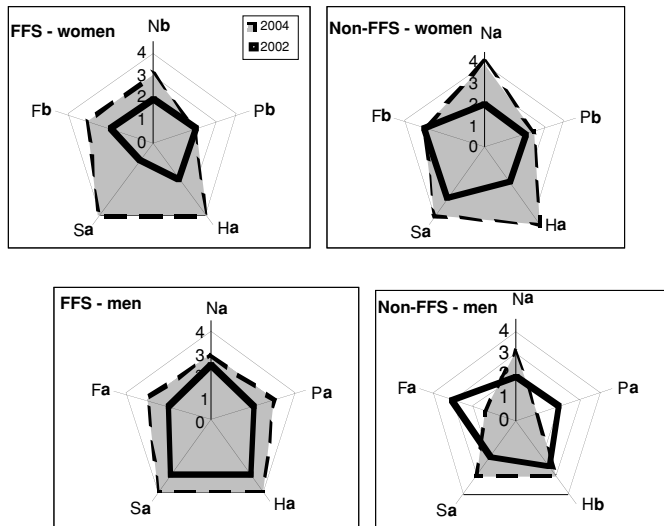 FFS - women
Nb
2004
2002
4
3
2
1
0
Fb
Pb
Sa
Ha
Non-FFS - women
Na
4
3
2
1
0
Fb
Pb
Sa
Ha
FFS - men
Na
4
3
2
1
0
Fa
Pa
Sa
Ha
Non-FFS - men
Na
4
3
2
1
0
Fa
Pa
Sa
Hb